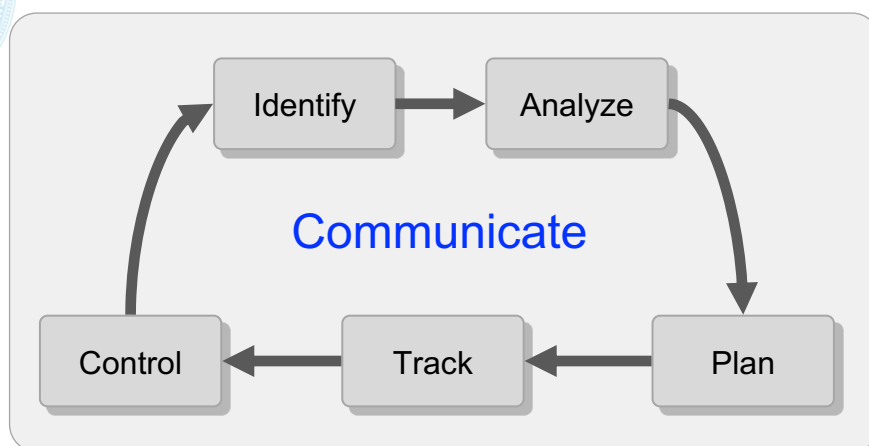 Identify
Analyze
Communicate
Control
Track
Plan